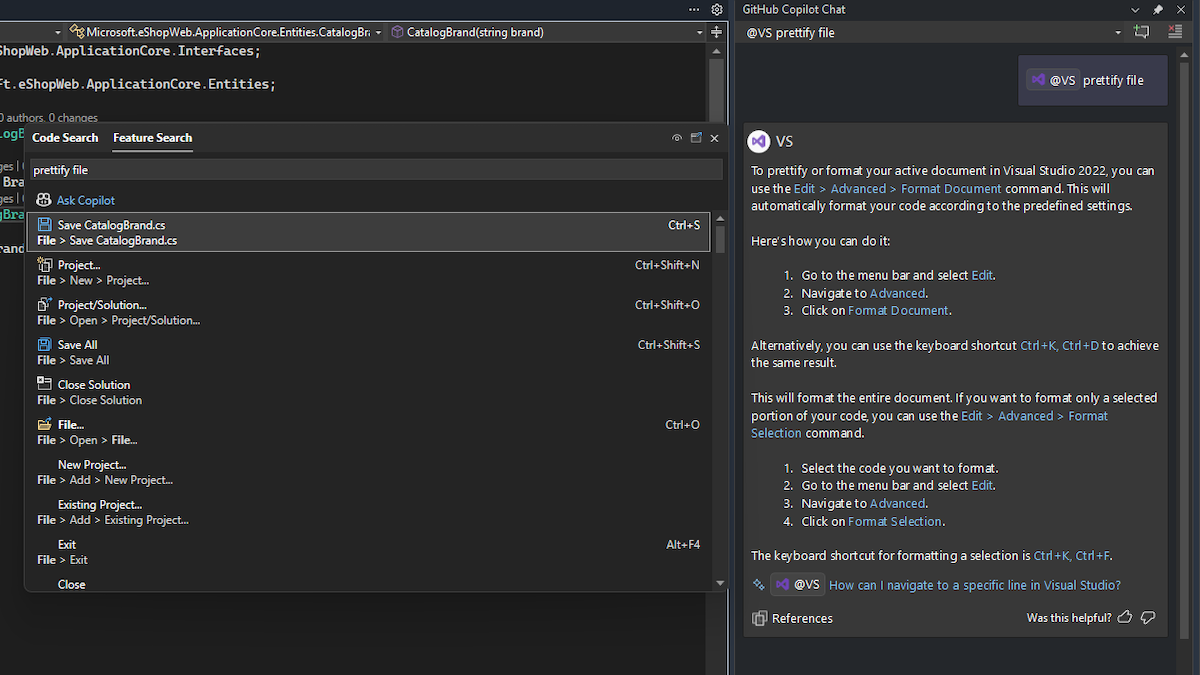 GitHub Copilot Chat
Microsoft.eShopWeb.ApplicationCore.Entities.CatalogBr
CatalogBrand(string brand)
@VS prettify file
ShopWeb.ApplicationCore.Interfaces;
ft.eShopWeb.ApplicationCore.Entities;
0 authors, 0 changes
Code Search Feature Search
prettify file
Ask Copilot
Save CatalogBrand.cs Ctrl+S
File > Save CatalogBrand.cs
Project... Ctrl+Shift+N
File > New > Project...
Project/Solution... Ctrl+Shift+O
File > Open > Project/Solution...
Save All Ctrl+Shift+S
File > Save All
Close Solution
File > Close Solution
File... Ctrl+O
File > Open > File...
New Project...
File > Add > New Project...
Existing Project...
File > Add > Existing Project...
Exit Alt+F4
File > Exit
Close
@VS prettify file
VS
To prettify or format your active document in Visual Studio 2022, you can
use the Edit > Advanced > Format Document command. This will
automatically format your code according to the predefined settings.
Here's how you can do it:
1. Go to the menu bar and select Edit.
2. Navigate to Advanced.
3. Click on Format Document.
Alternatively, you can use the keyboard shortcut Ctrl+K, Ctrl+D to achieve
the same result.
This will format the entire document. If you want to format only a selected
portion of your code, you can use the Edit > Advanced > Format
Selection command.
1. Select the code you want to format.
2. Go to the menu bar and select Edit.
3. Navigate to Advanced.
4. Click on Format Selection.
The keyboard shortcut for formatting a selection is Ctrl+K, Ctrl+F.
@VS How can I navigate to a specific line in Visual Studio?
References Was this helpful?